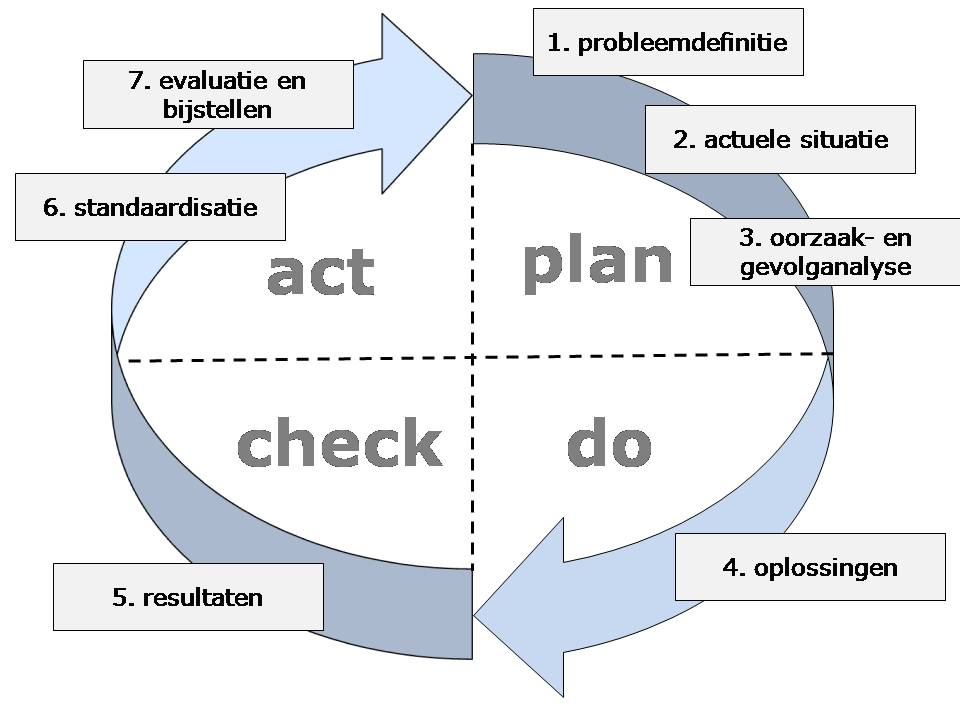 1. probleemdefinitie
2. actuele situatie
3. oorzaak- en
gevolganalyse
4. oplossingen
5. resultaten
6. standaardisatie
7. evaluatie en
bijstellen
plan
do
check
act